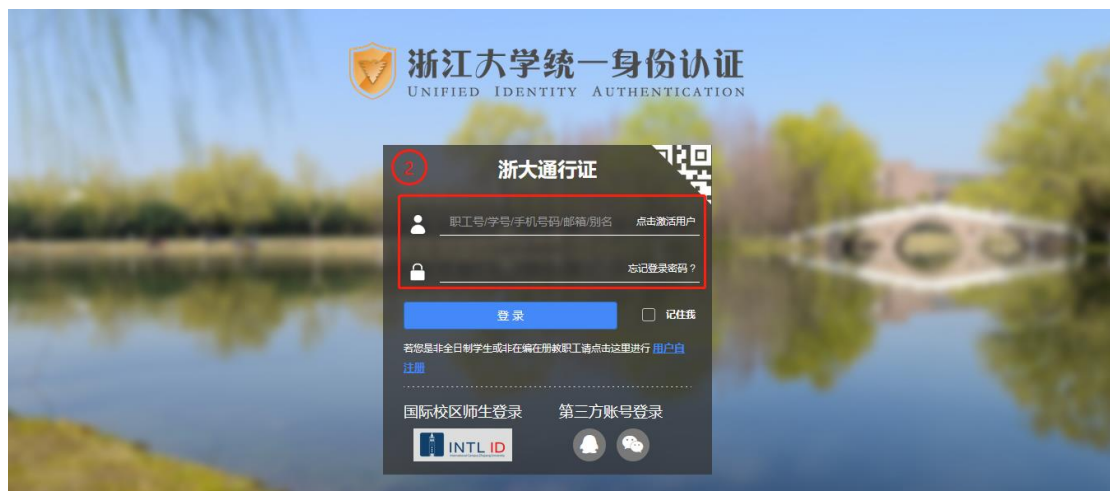 浙江大学统一身份认证
UNIFIED IDENTITY AUTHENTICATION
2
浙大通行证
职工号/学号/手机号码/邮箱/别名 点击激活用户
忘记登录密码？
登 录 记住我
若您是非全日制学生或非在编在册教职工请点击这里进行 用户自
注册
国际校区师生登录 第三方账号登录
INTL ID